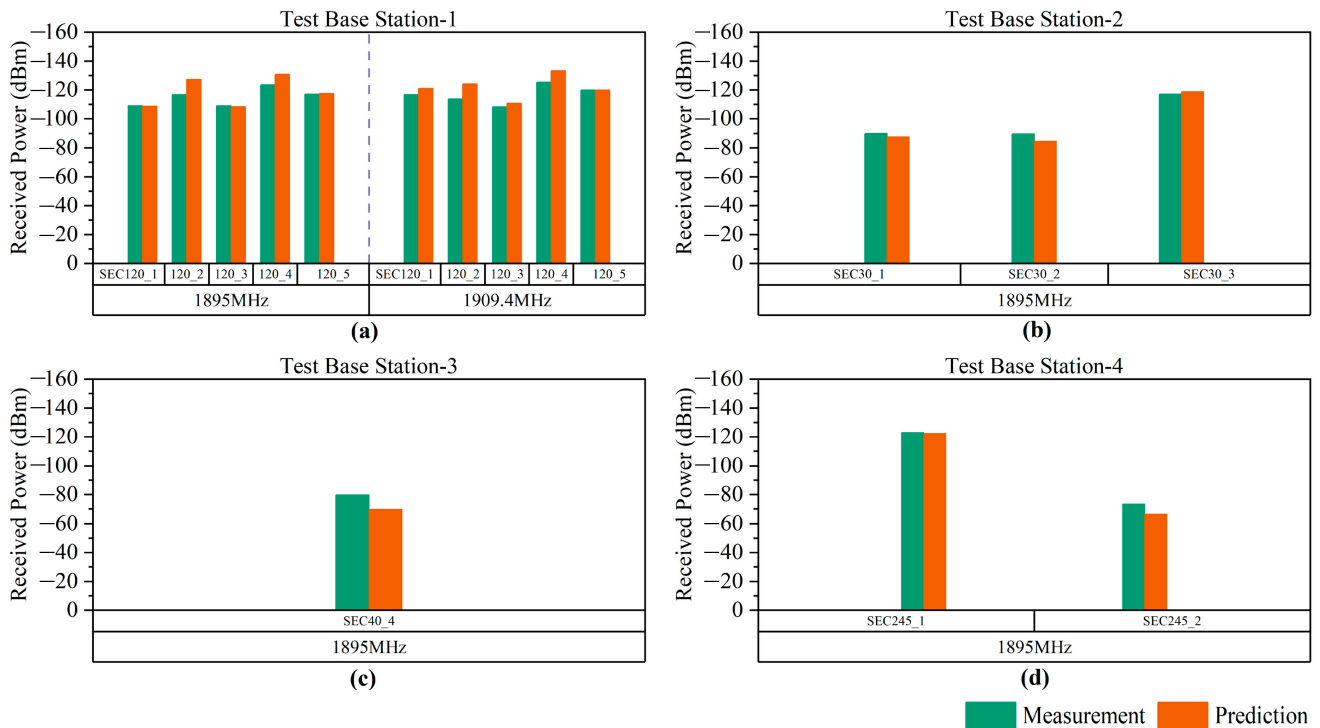 Test Base Station-1
Received Power (dBm)
−160
−140
−120
−100
−80
−60
−40
−20
0
SEC120_1 120_2 120_3 120_4 120_5 SEC120_1 120_2 120_3 120_4 120_5
1895MHz 1909.4MHz
(a)
Test Base Station-2
Received Power (dBm)
−160
−140
−120
−100
−80
−60
−40
−20
0
SEC30_1 SEC30_2 SEC30_3
1895MHz
(b)
Test Base Station-3
Received Power (dBm)
−160
−140
−120
−100
−80
−60
−40
−20
0
SEC40_4
1895MHz
(c)
Test Base Station-4
Received Power (dBm)
−160
−140
−120
−100
−80
−60
−40
−20
0
SEC245_1 SEC245_2
1895MHz
(d)
Measurement Prediction